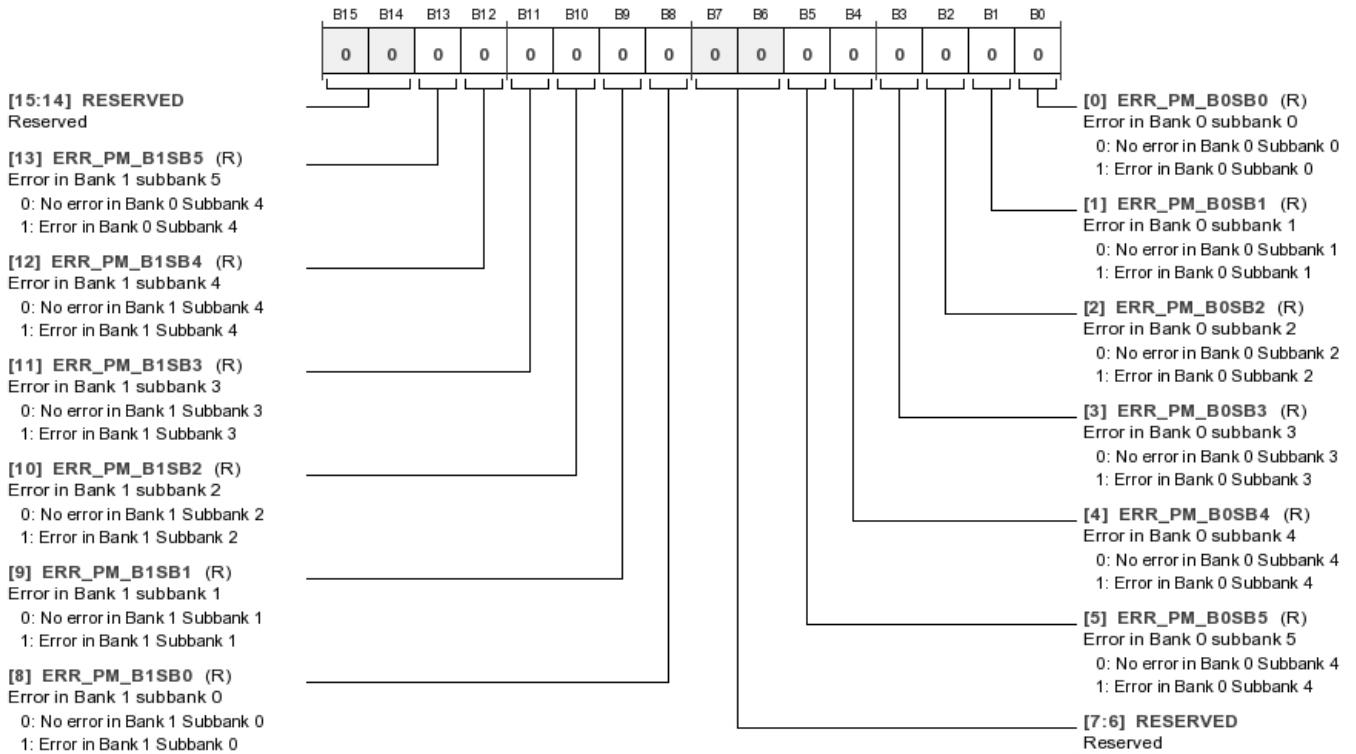 B15 B14 B13 B12 B11 B10 B9 B8 B7 B6 B5 B4 B3 B2 B1 B0
0 0 0 0 0 0 0 0 0 0 0 0 0 0 0 0
[15:14] RESERVED
Reserved
[13] ERR_PM_B1SB5 (R)
Error in Bank 1 subbank 5
0: No error in Bank 0 Subbank 4
1: Error in Bank 0 Subbank 4
[12] ERR_PM_B1SB4 (R)
Error in Bank 1 subbank 4
0: No error in Bank 1 Subbank 4
1: Error in Bank 1 Subbank 4
[11] ERR_PM_B1SB3 (R)
Error in Bank 1 subbank 3
0: No error in Bank 1 Subbank 3
1: Error in Bank 1 Subbank 3
[10] ERR_PM_B1SB2 (R)
Error in Bank 1 subbank 2
0: No error in Bank 1 Subbank 2
1: Error in Bank 1 Subbank 2
[9] ERR_PM_B1SB1 (R)
Error in Bank 1 subbank 1
0: No error in Bank 1 Subbank 1
1: Error in Bank 1 Subbank 1
[8] ERR_PM_B1SB0 (R)
Error in Bank 1 subbank 0
0: No error in Bank 1 Subbank 0
1: Error in Bank 1 Subbank 0
[0] ERR_PM_B0SB0 (R)
Error in Bank 0 subbank 0
0: No error in Bank 0 Subbank 0
1: Error in Bank 0 Subbank 0
[1] ERR_PM_B0SB1 (R)
Error in Bank 0 subbank 1
0: No error in Bank 0 Subbank 1
1: Error in Bank 0 Subbank 1
[2] ERR_PM_B0SB2 (R)
Error in Bank 0 subbank 2
0: No error in Bank 0 Subbank 2
1: Error in Bank 0 Subbank 2
[3] ERR_PM_B0SB3 (R)
Error in Bank 0 subbank 3
0: No error in Bank 0 Subbank 3
1: Error in Bank 0 Subbank 3
[4] ERR_PM_B0SB4 (R)
Error in Bank 0 subbank 4
0: No error in Bank 0 Subbank 4
1: Error in Bank 0 Subbank 4
[5] ERR_PM_B0SB5 (R)
Error in Bank 0 subbank 5
0: No error in Bank 0 Subbank 4
1: Error in Bank 0 Subbank 4
[7:6] RESERVED
Reserved